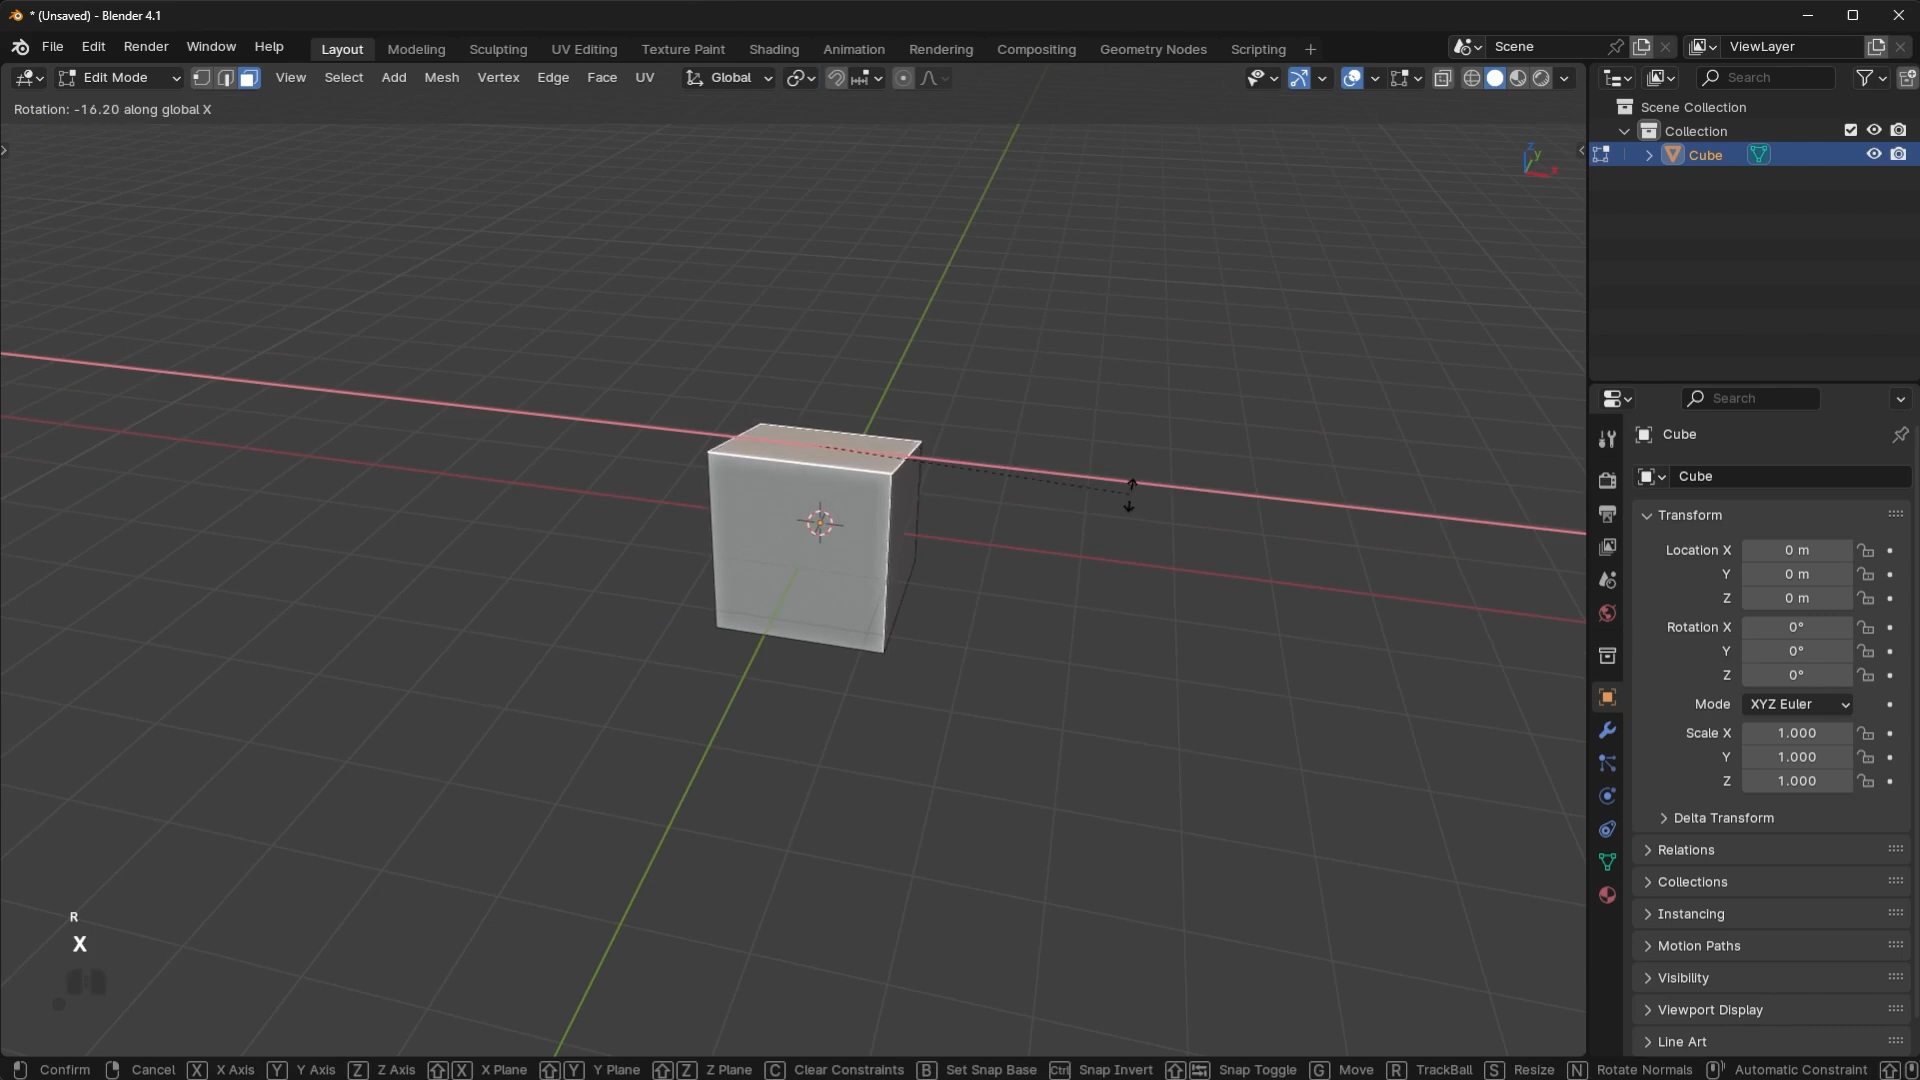 * (Unsaved) - Blender 4.1
File Edit Render Window Help Layout Modeling Sculpting UV Editing Texture Paint Shading Animation Rendering Compositing Geometry Nodes Scripting + Scene ViewLayer
Edit Mode View Select Add Mesh Vertex Edge Face UV Global Search
Rotation: -16.20 along global X
Scene Collection
Collection
Cube
z
y
x
Search
Cube
Cube
Transform
Location X 0 m
Y 0 m
Z 0 m
Rotation X 0°
Y 0°
Z 0°
Mode XYZ Euler
Scale X 1.000
Y 1.000
Z 1.000
Delta Transform
Relations
Collections
Instancing
Motion Paths
Visibility
Viewport Display
Line Art
R
X
Confirm Cancel X X Axis Y Y Axis Z Z Axis X X Plane Y Y Plane Z Z Plane C Clear Constraints B Set Snap Base Ctrl Snap Invert Snap Toggle G Move R TrackBall S Resize N Rotate Normals Automatic Constraint